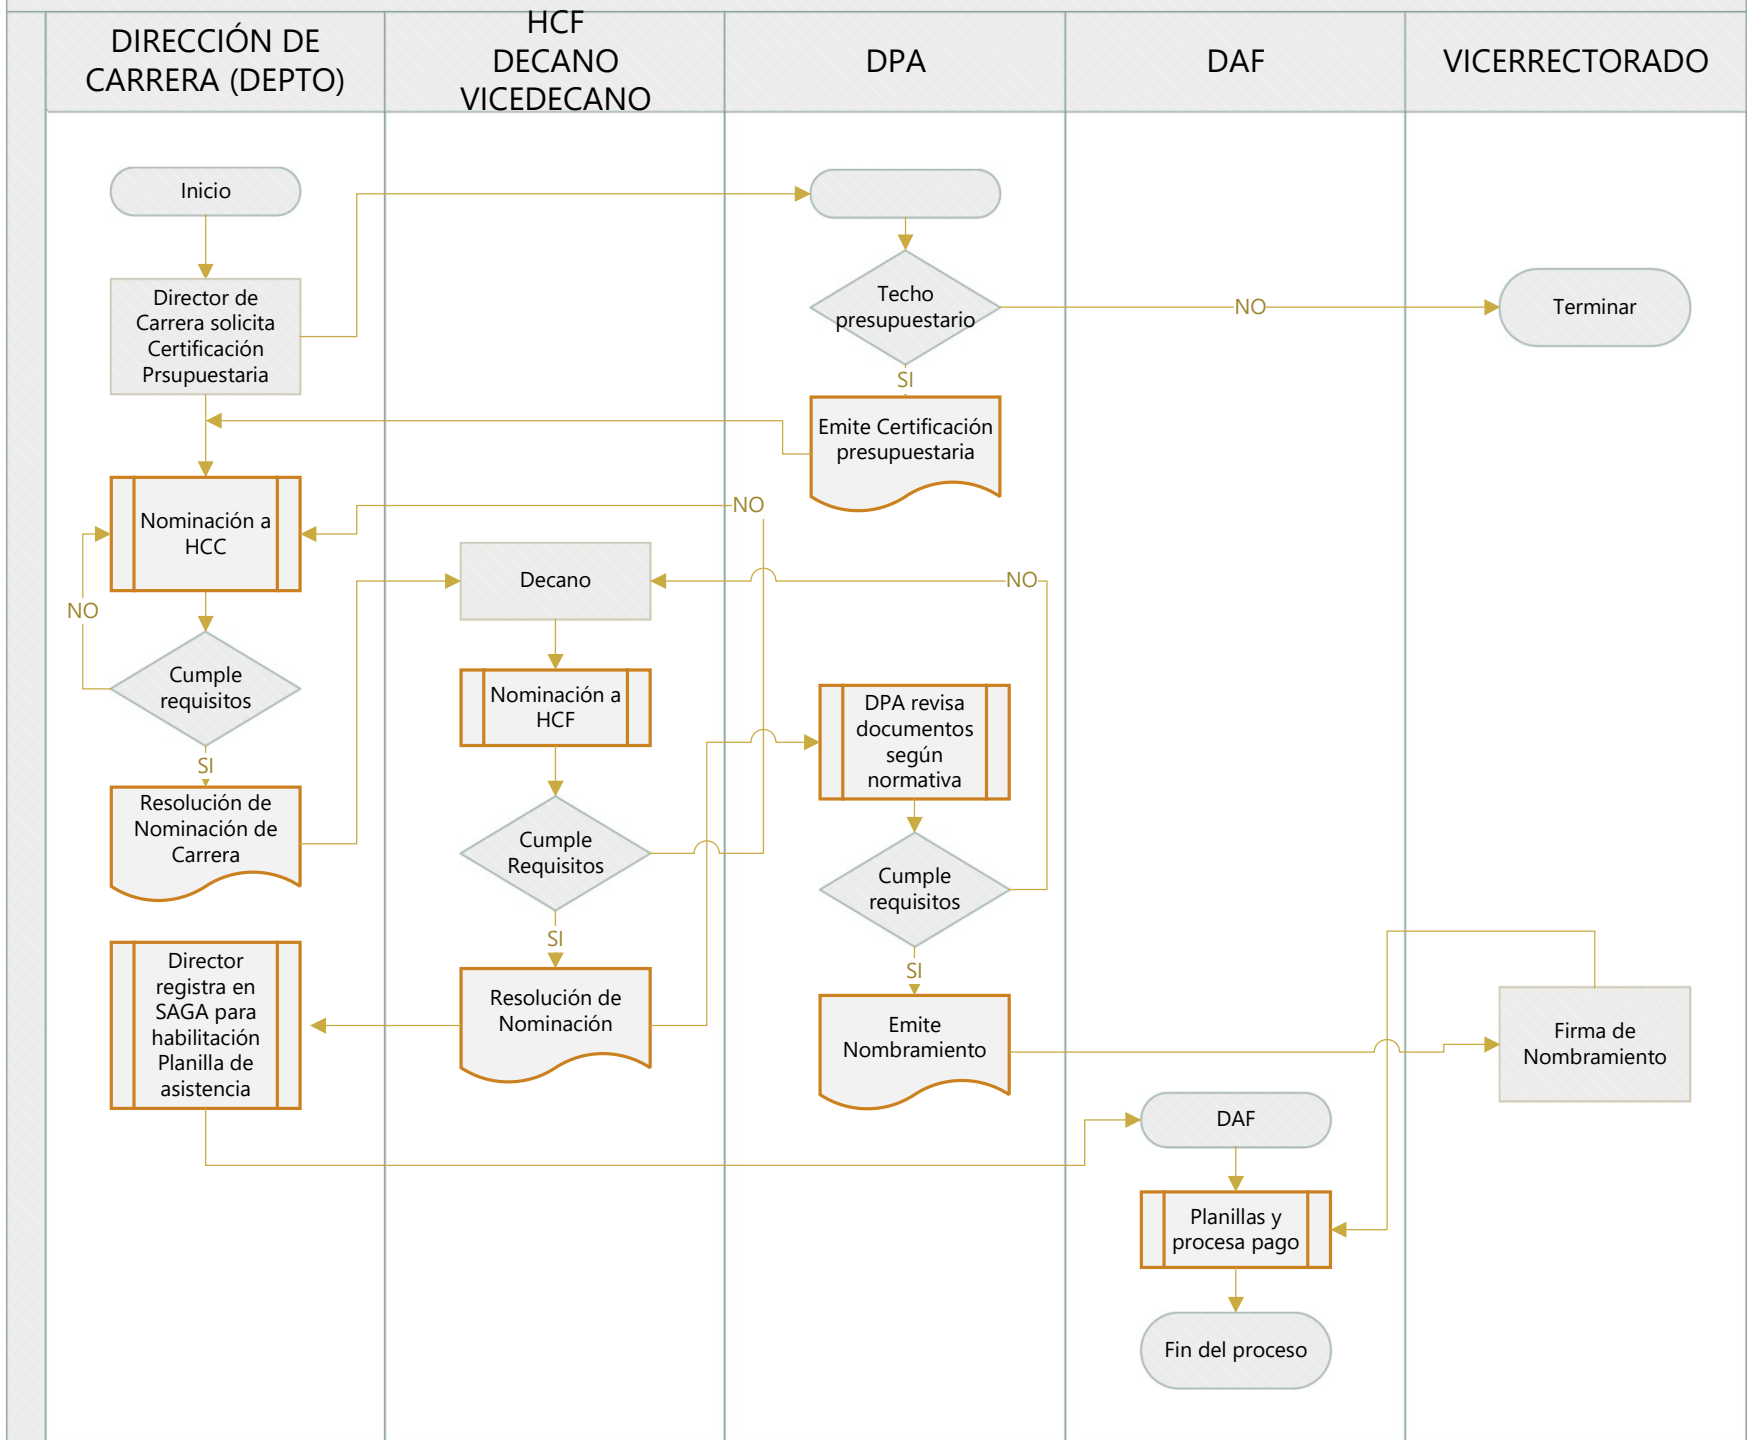 DIRECCIÓN DE
CARRERA (DEPTO)
HCF
DECANO
VICEDECANO
DPA
DAF
VICERRECTORADO
Inicio
Director de
Carrera solicita
Certificación
Prsupuestaria
Techo
presupuestario
NO
Terminar
SI
Emite Certificación
presupuestaria
Nominación a
HCC
NO
NO
Cumple
requisitos
SI
Resolución de
Nominación de
Carrera
Decano
NO
Nominación a
HCF
Cumple
Requisitos
SI
Resolución de
Nominación
DPA revisa
documentos
según
normativa
Cumple
requisitos
SI
Emite
Nombramiento
Firma de
Nombramiento
Director
registra en
SAGA para
habilitación
Planilla de
asistencia
DAF
Planillas y
procesa pago
Fin del proceso